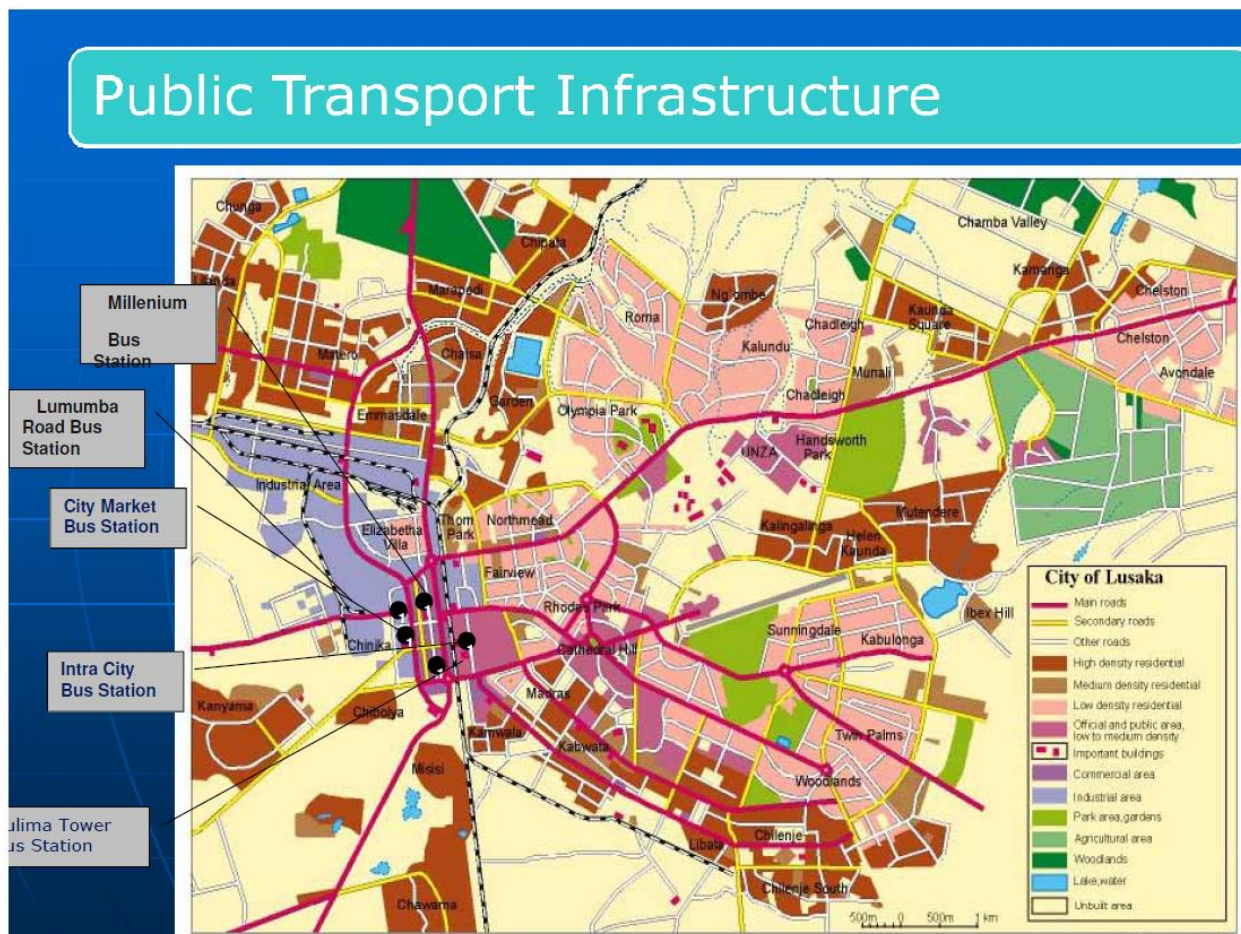 Public Transport Infrastructure
Millenium
Bus
Station
Lumumba
Road Bus
Station
City Market
Bus Station
Intra City
Bus Station
ulima Tower
us Station
Chunga
Chipata
Chamba Valley
Kamanga
Chelston
Marapodi
Ng'ombe
Roma
Kaunda
Square
Chadleigh
Chelston
Matero
Chaisa
Kalundu
Munali
Avondale
Garden
Chadleigh
Emmasdale
Olympia Park
UNZA
Handsworth
Park
Industrial Area
Mutendere
Elizabetha
Villa
Thorn
Park
Northmead
Kalingalinga
Helen
Kaunda
Fairview
Rhodes Park
Ibex Hill
Sunningdale
Kabulonga
Chinika
Cathedral Hill
Madras
Kanyama
Chibolya
Kamwala
Kabwata
Twin Palms
Misisi
Woodlands
Libala
Chilenje
Chilenje South
Chawama
City of Lusaka
Main roads
Secondary roads
Other roads
High density residential
Medium density residential
Low density residential
Official and public area,
low to medium density
Important buildings
Commercial area
Industrial area
Park area, gardens
Agricultural area
Woodlands
Lake, water
Unbuilt area
500m 0 500m 1 km